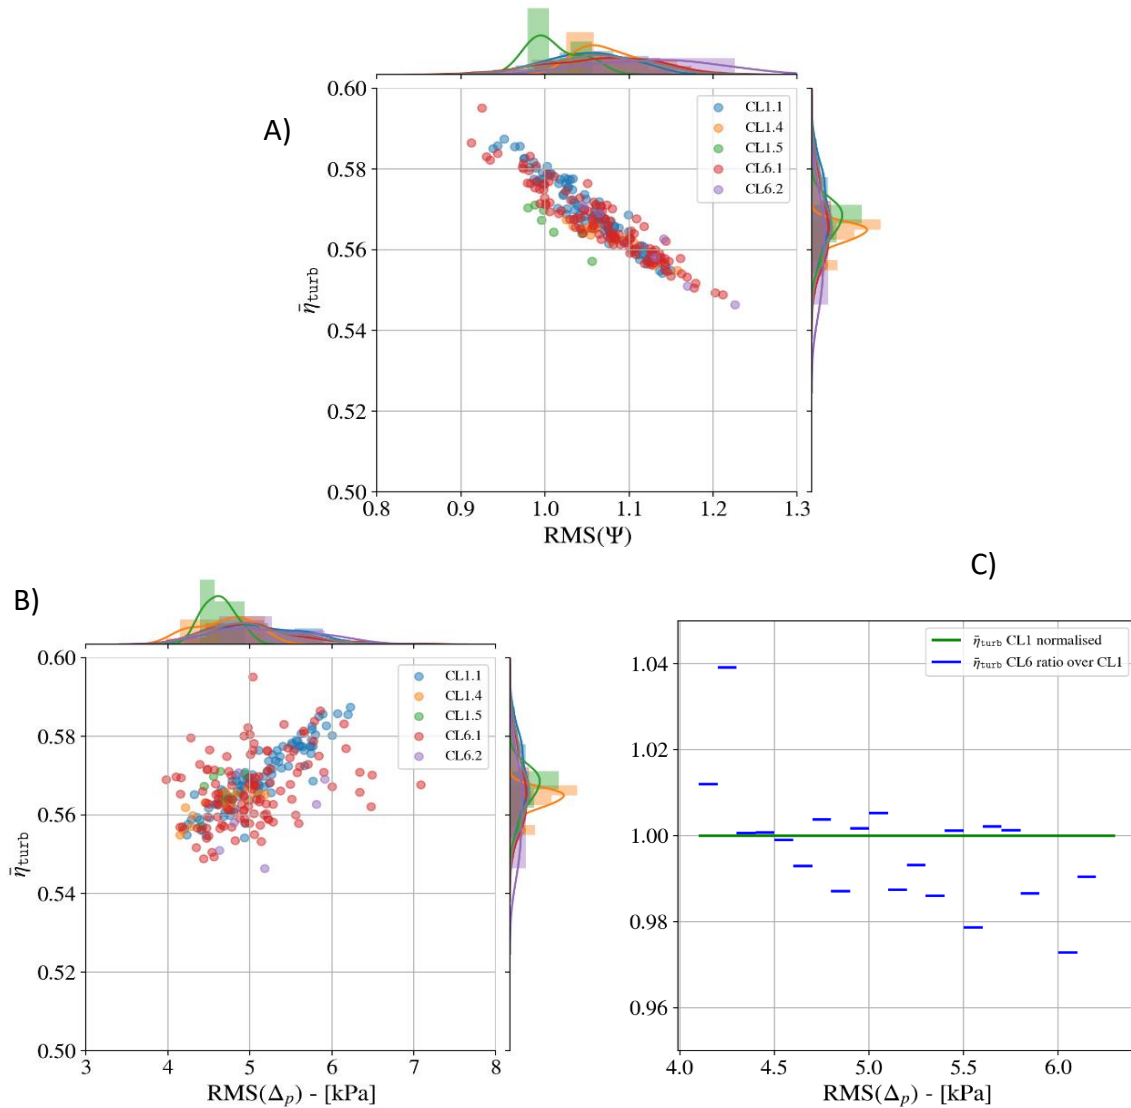 A)
0.60
0.58
0.56
0.54
0.52
0.50
η̄turb
CL1.1
CL1.4
CL1.5
CL6.1
CL6.2
0.8 0.9 1.0 1.1 1.2 1.3
RMS(Ψ)
B)
0.60
0.58
0.56
0.54
0.52
0.50
η̄turb
CL1.1
CL1.4
CL1.5
CL6.1
CL6.2
3 4 5 6 7 8
RMS(Δp) - [kPa]
C)
1.04
1.02
1.00
0.98
0.96
η̄turb CL1 normalised
η̄turb CL6 ratio over CL1
4.0 4.5 5.0 5.5 6.0
RMS(Δp) - [kPa]